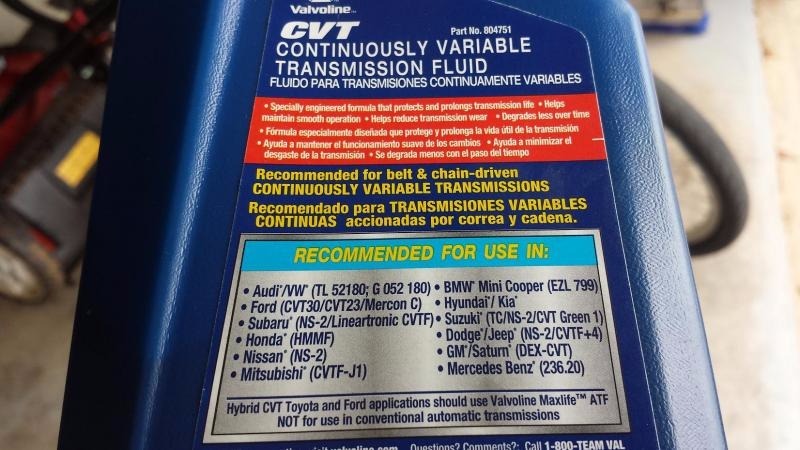 Valvoline™
CVT Part No. 804751
CONTINUOUSLY VARIABLE
TRANSMISSION FLUID
FLUIDO PARA TRANSMISIONES CONTINUAMENTE VARIABLES
• Specially engineered formula that protects and prolongs transmission life • Helps
maintain smooth operation • Helps reduce transmission wear • Degrades less over time
• Fórmula especialmente diseñada que protege y prolonga la vida útil de la transmisión
• Ayuda a mantener el funcionamiento suave de los cambios • Ayuda a minimizar el
desgaste de la transmisión • Se degrada menos con el paso del tiempo
Recommended for belt & chain-driven
CONTINUOUSLY VARIABLE TRANSMISSIONS
Recomendado para TRANSMISIONES VARIABLES
CONTINUAS accionadas por correa y cadena.
RECOMMENDED FOR USE IN:
• Audi*/VW* (TL 52180; G 052 180)
• Ford (CVT30/CVT23/Mercon C)
• Subaru* (NS-2/Lineartronic CVTF)
• Honda* (HMMF)
• Nissan* (NS-2)
• Mitsubishi* (CVTF-J1)
• BMW* Mini Cooper (EZL 799)
• Hyundai*/ Kia*
• Suzuki* (TC/NS-2/CVT Green 1)
• Dodge*/Jeep* (NS-2/CVTF+4)
• GM*/Saturn* (DEX-CVT)
• Mercedes Benz* (236.20)
Hybrid CVT Toyota and Ford applications should use Valvoline Maxlife™ ATF
NOT for use in conventional automatic transmissions
visit valvoline.com Questions? Comments?: Call 1-800-TEAM VAL